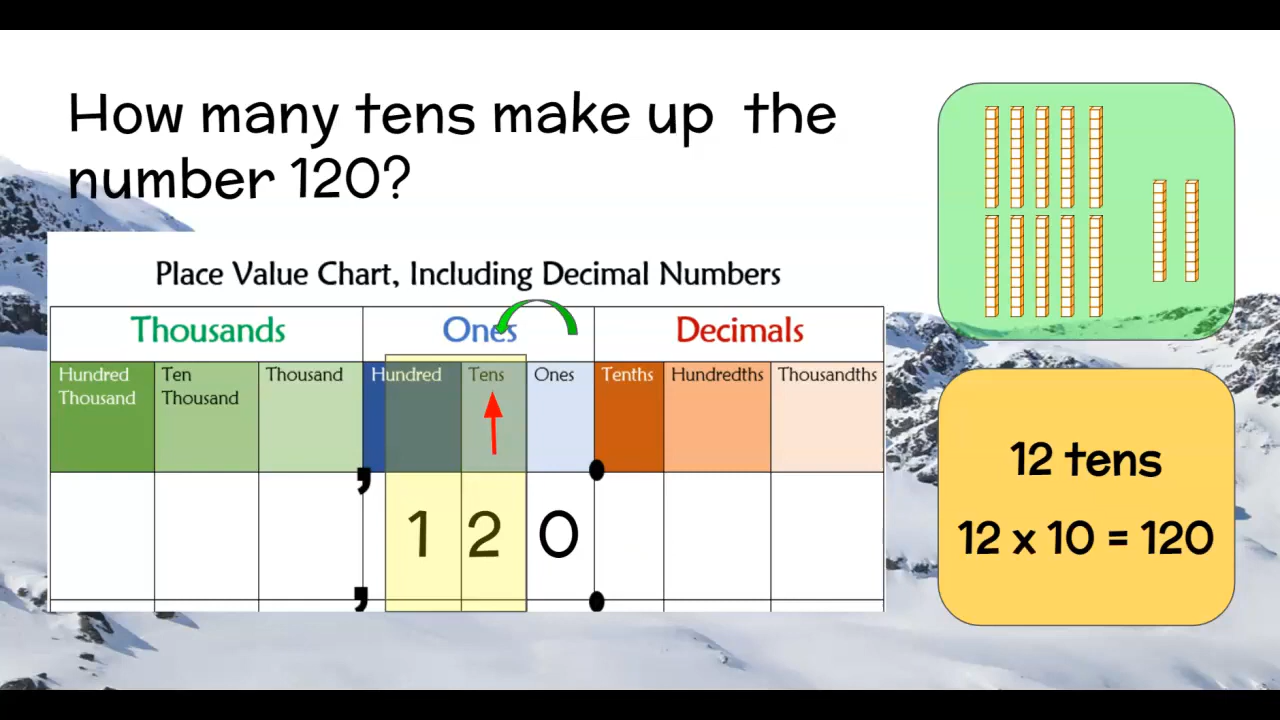 How many tens make up the
number 120?
Place Value Chart, Including Decimal Numbers
Thousands Ones Decimals
Hundred Thousand Ten Thousand Thousand Hundred Tens Ones Tenths Hundredths Thousandths
, 1 2 0 .
, .
12 tens
12 x 10 = 120